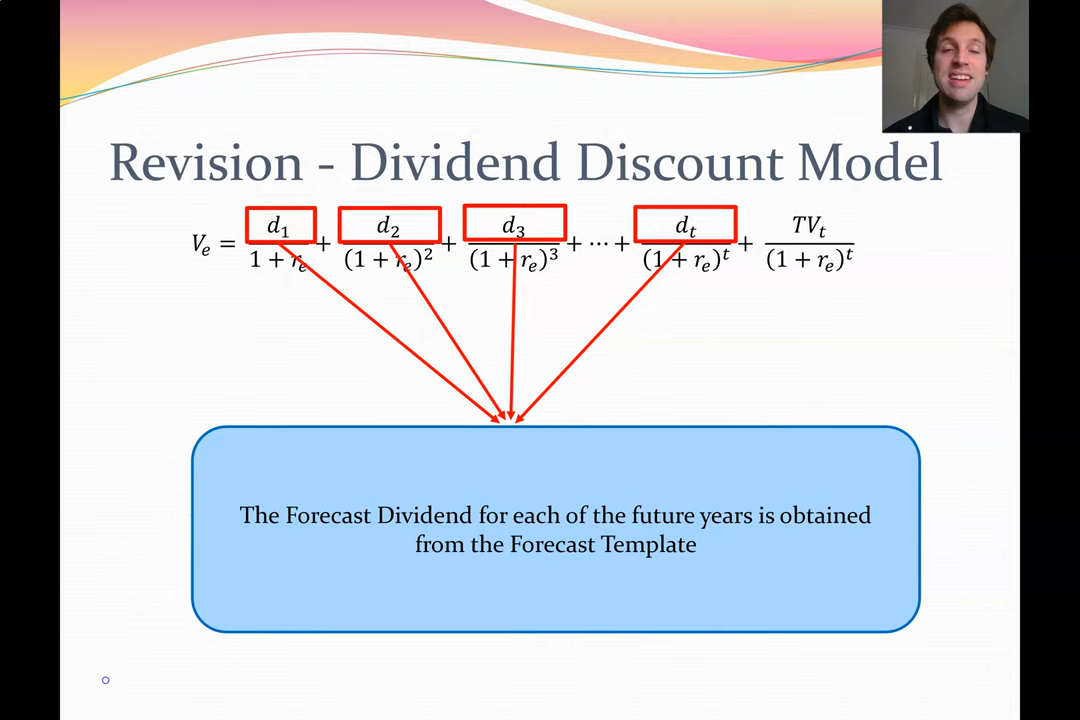 Revision - Dividend Discount Model
V_e = d_1/(1 + r_e) + d_2/(1 + r_e)^2 + d_3/(1 + r_e)^3 + ⋯ + d_t/(1 + r_e)^t + TV_t/(1 + r_e)^t
The Forecast Dividend for each of the future years is obtained
from the Forecast Template